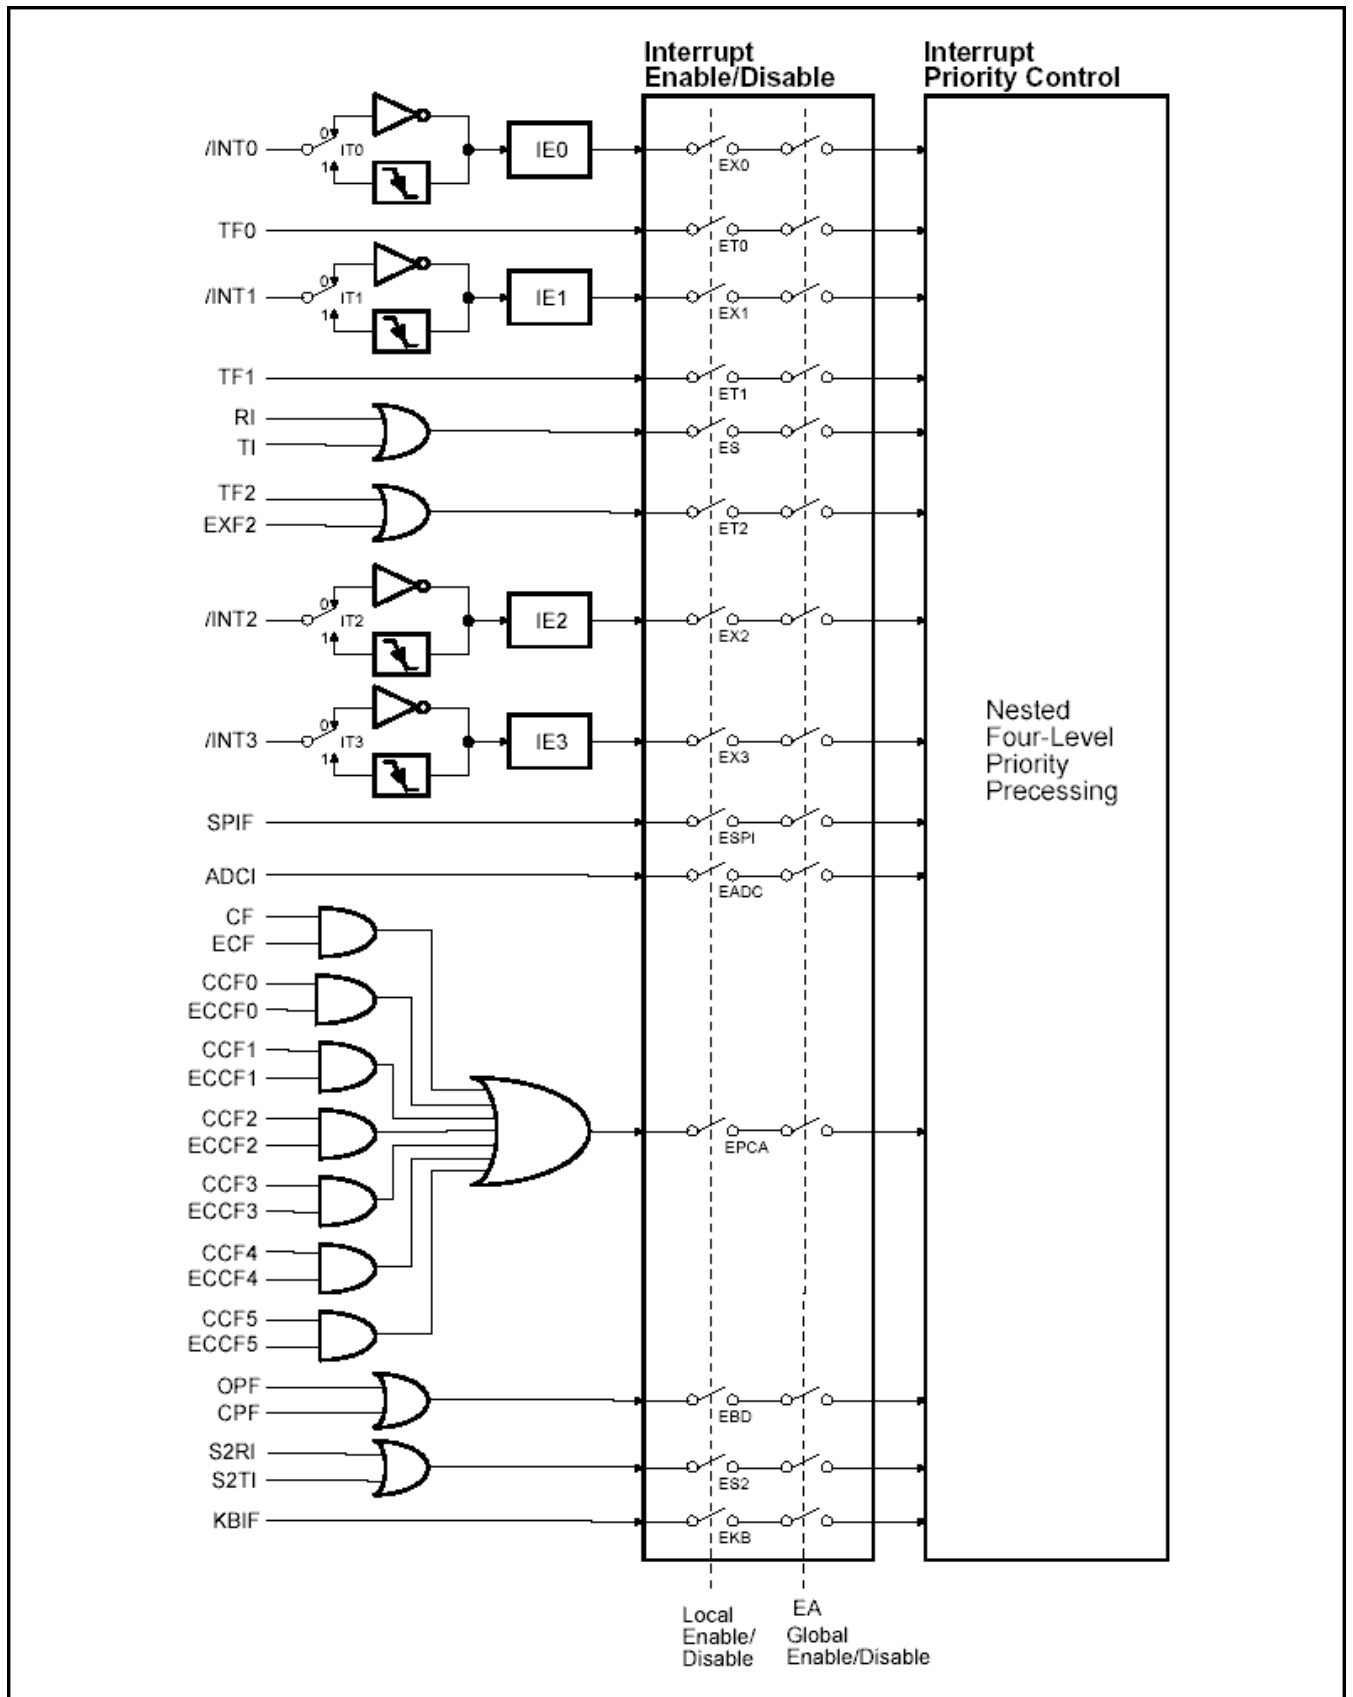 Interrupt
Enable/Disable
Interrupt
Priority Control
/INT0
0
1
IT0
IE0
EX0
TF0
ET0
/INT1
0
1
IT1
IE1
EX1
TF1
ET1
RI
TI
ES
TF2
EXF2
ET2
/INT2
0
1
IT2
IE2
EX2
/INT3
0
1
IT3
IE3
EX3
Nested
Four-Level
Priority
Precessing
SPIF
ESPI
ADCI
EADC
CF
ECF
CCF0
ECCF0
CCF1
ECCF1
CCF2
ECCF2
EPCA
CCF3
ECCF3
CCF4
ECCF4
CCF5
ECCF5
OPF
CPF
EBD
S2RI
S2TI
ES2
KBIF
EKB
Local
Enable/
Disable
EA
Global
Enable/Disable